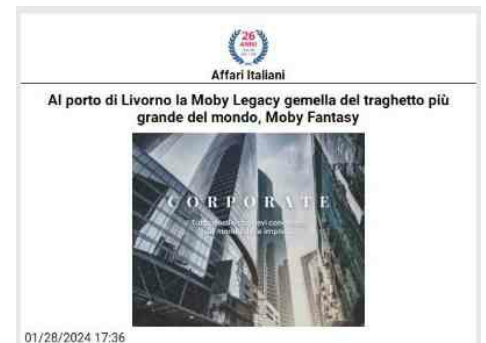 26
ANNI
Affari Italiani
Al porto di Livorno la Moby Legacy gemella del traghetto più
grande del mondo, Moby Fantasy
CORPORATE
01/28/2024 17:36